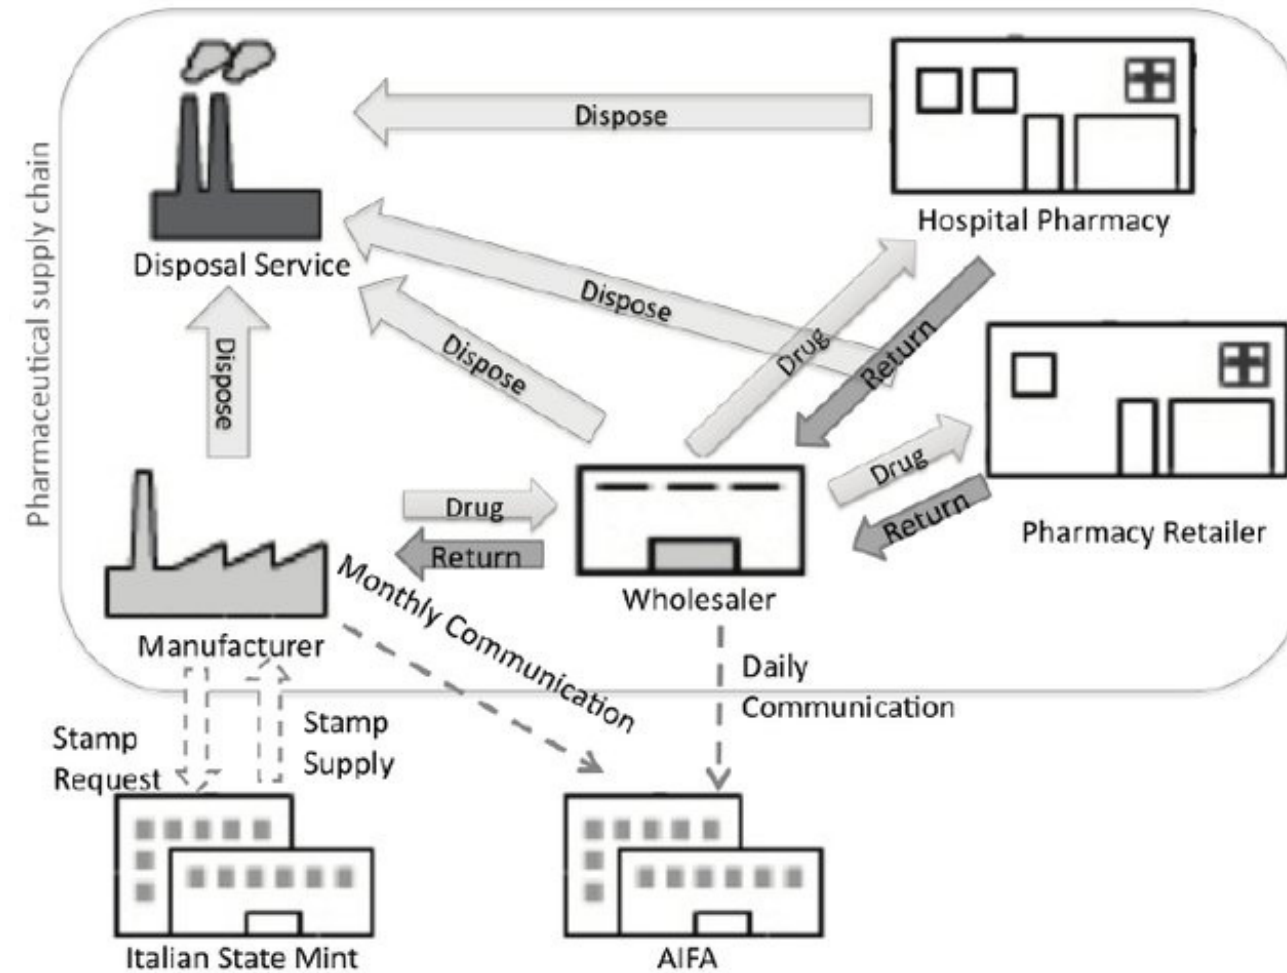 Pharmaceutical supply chain
Dispose
Hospital Pharmacy
Disposal Service
Dispose
Dispose
Dispose
Drug
Return
Drug
Return
Pharmacy Retailer
Drug
Return
Wholesaler
Manufacturer
Monthly Communication
Daily
Communication
Stamp
Request
Stamp
Supply
Italian State Mint
AIFA